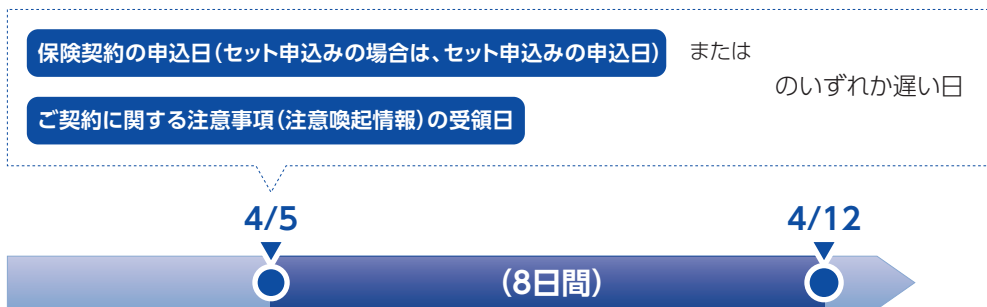 保険契約の申込日(セット申込みの場合は、セット申込みの申込日) または
のいずれか遅い日
ご契約に関する注意事項(注意喚起情報)の受領日
4/5 4/12
(8日間)